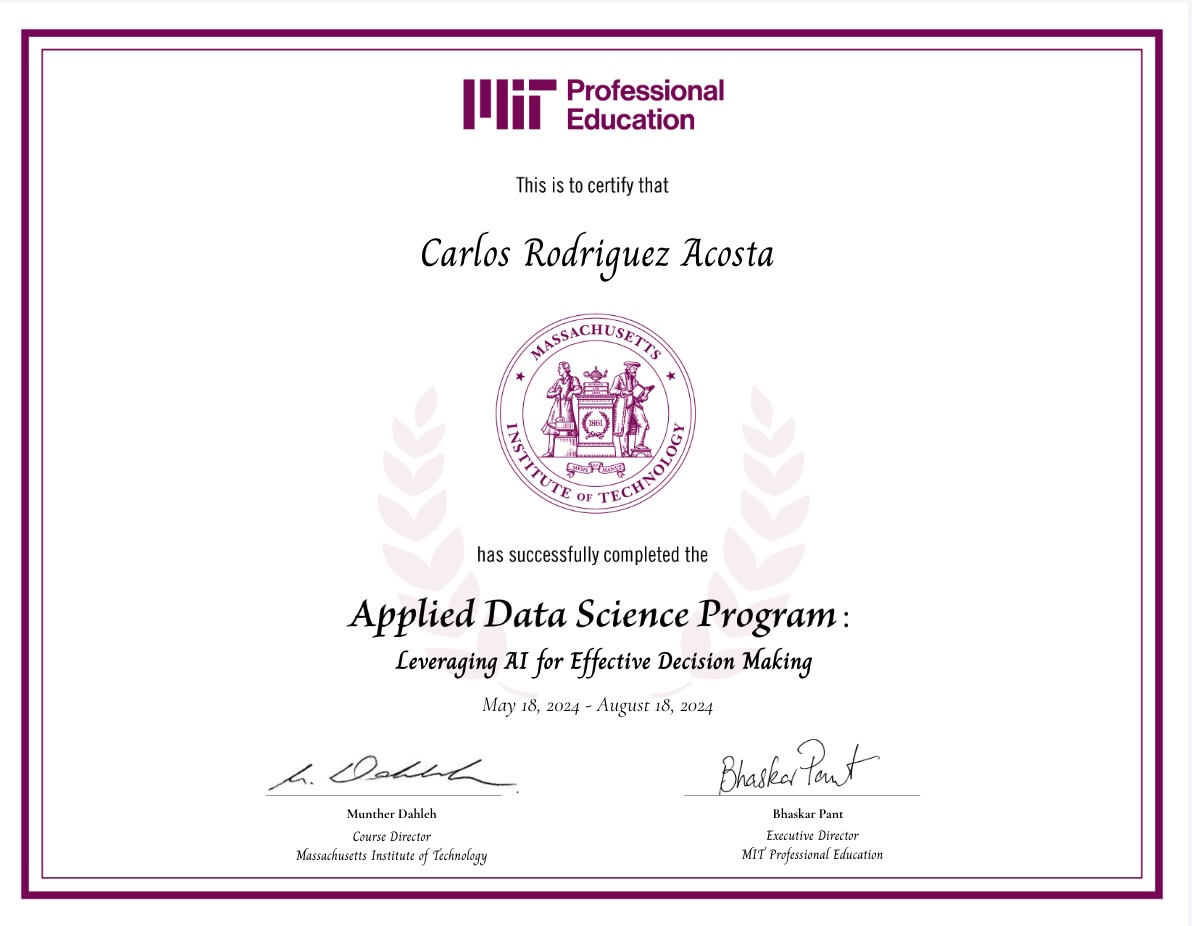 MIT Professional
Education
This is to certify that
Carlos Rodriguez Acosta
MASSACHUSETTS
INSTITUTE OF TECHNOLOGY
1861
MENS ET MANUS
has successfully completed the
Applied Data Science Program :
Leveraging AI for Effective Decision Making
May 18, 2024 - August 18, 2024
Bhaskar Pant
Munther Dahleh
Bhaskar Pant
Course Director
Executive Director
Massachusetts Institute of Technology
MIT Professional Education